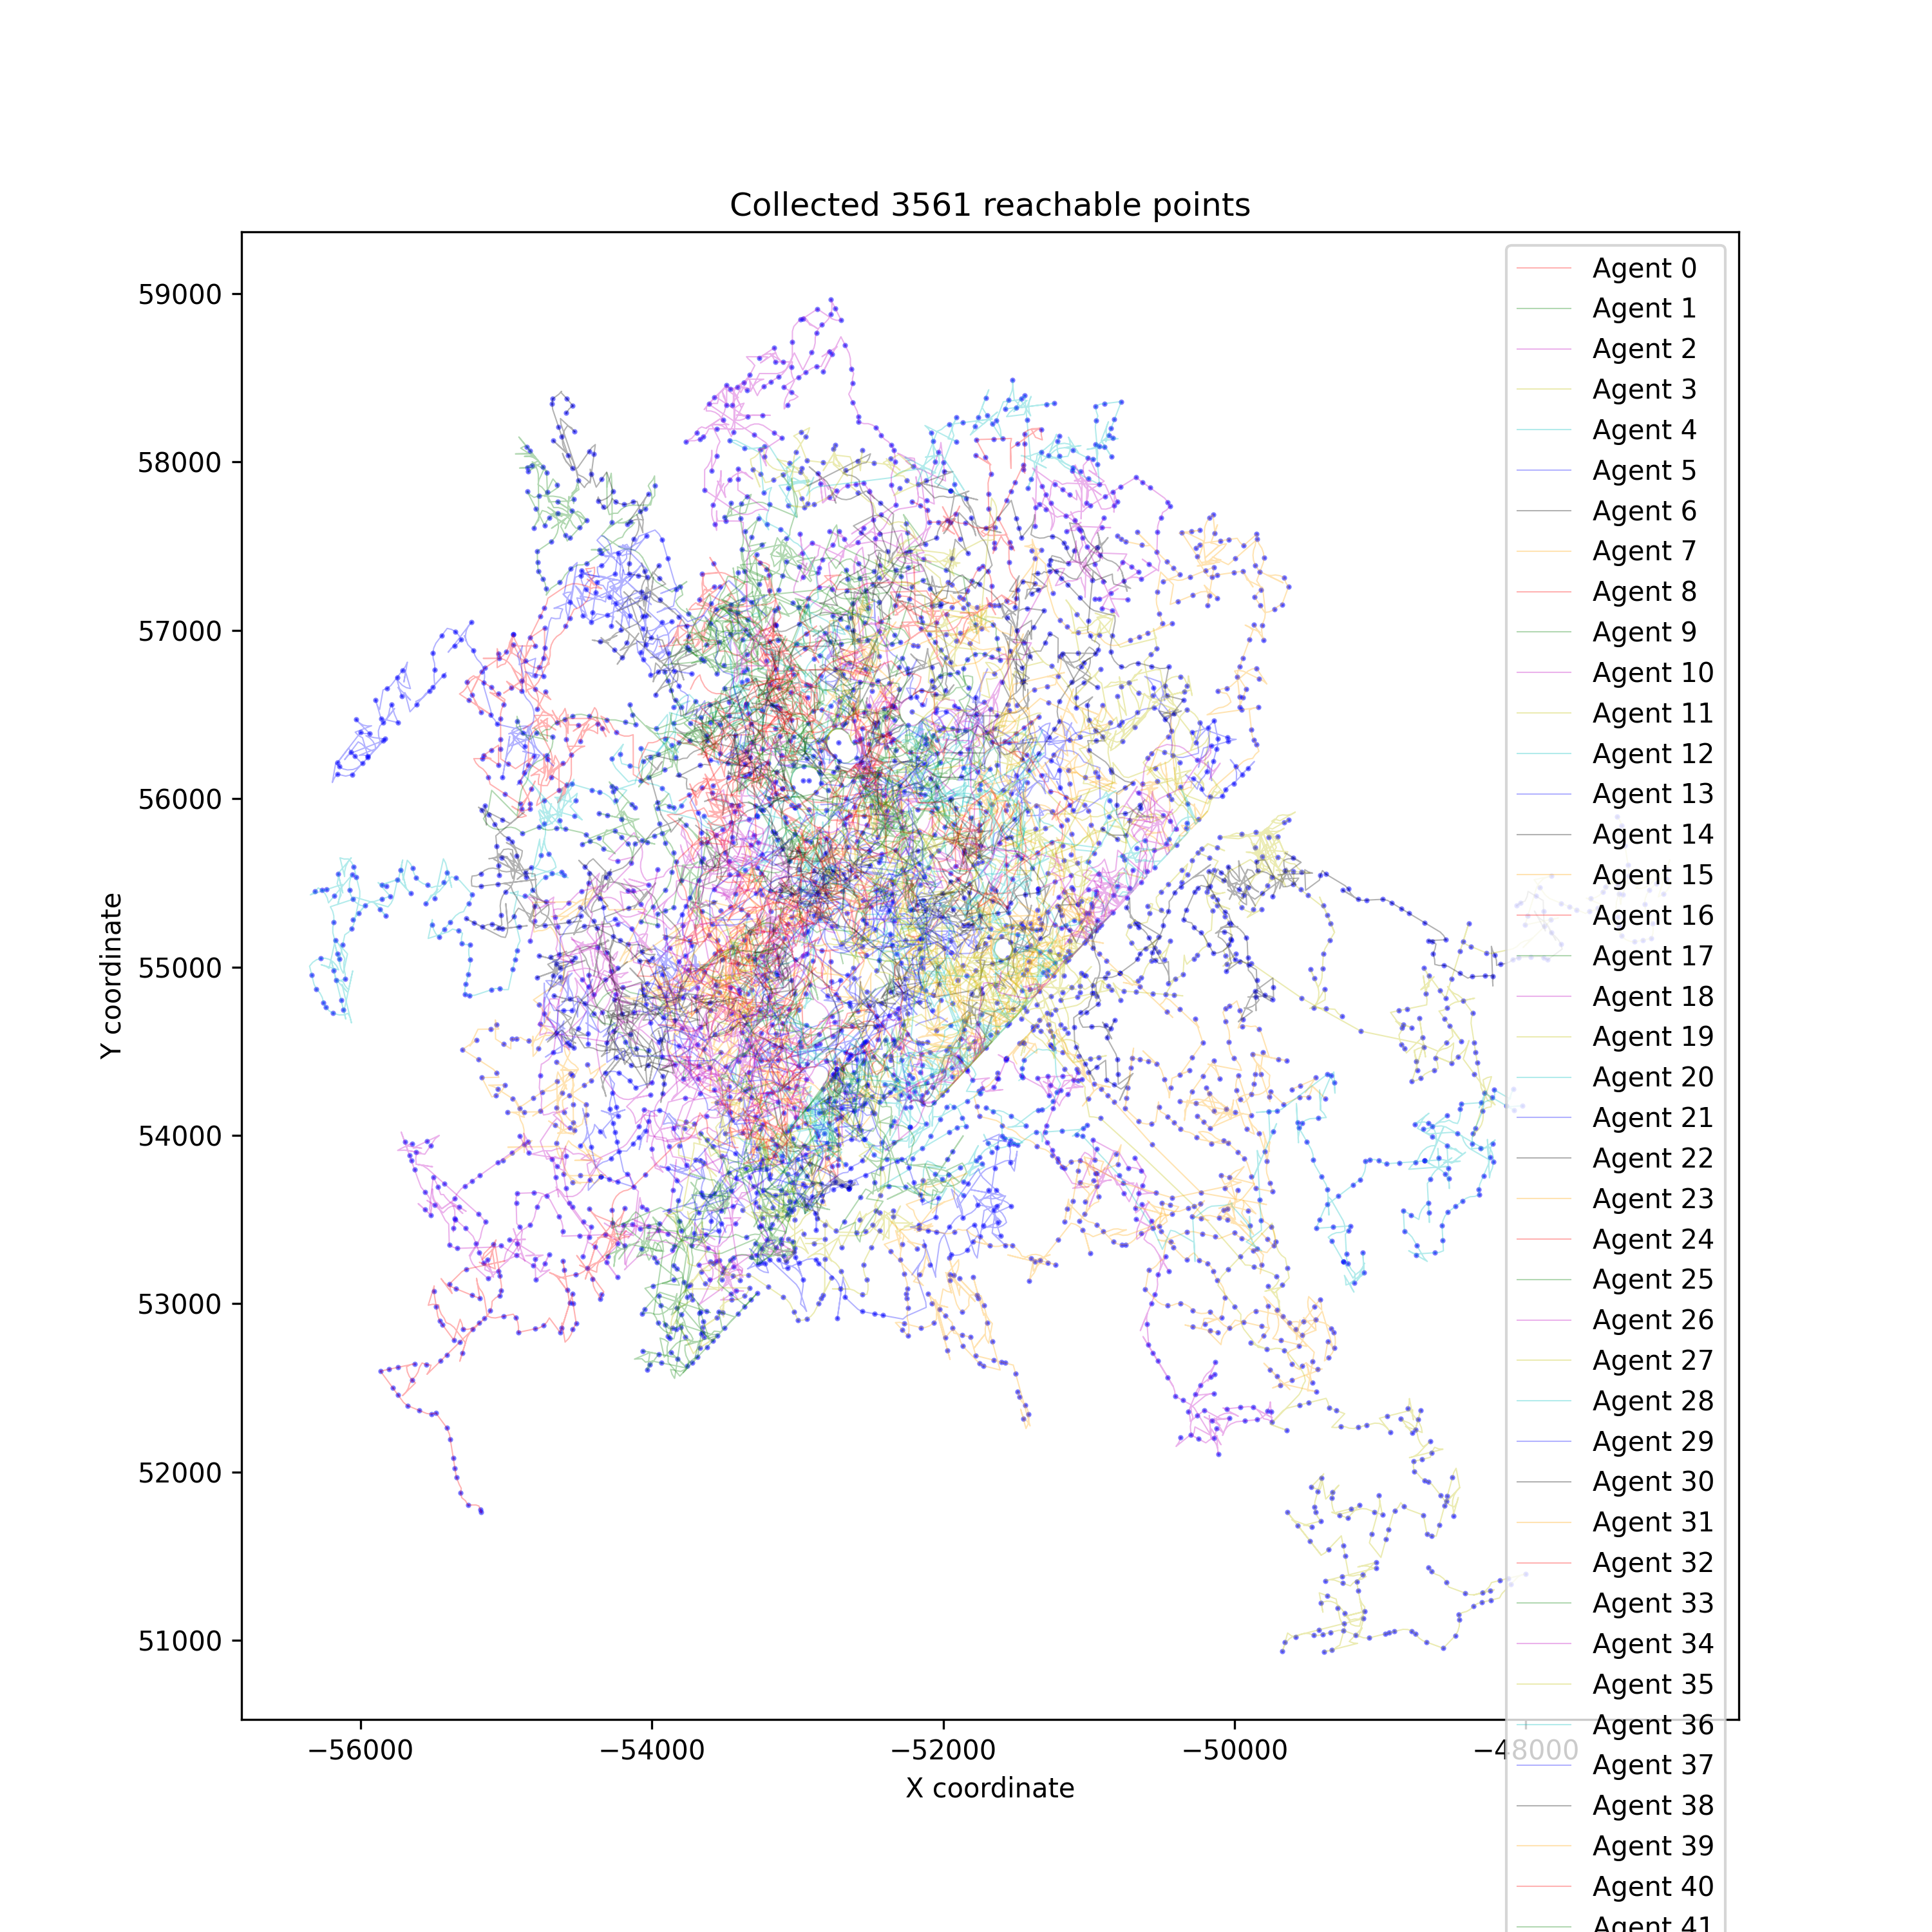 Collected 3561 reachable points
59000
58000
57000
56000
55000
54000
53000
52000
51000
Y coordinate
−56000
−54000
−52000
−50000
−48000
X coordinate
Agent 0
Agent 1
Agent 2
Agent 3
Agent 4
Agent 5
Agent 6
Agent 7
Agent 8
Agent 9
Agent 10
Agent 11
Agent 12
Agent 13
Agent 14
Agent 15
Agent 16
Agent 17
Agent 18
Agent 19
Agent 20
Agent 21
Agent 22
Agent 23
Agent 24
Agent 25
Agent 26
Agent 27
Agent 28
Agent 29
Agent 30
Agent 31
Agent 32
Agent 33
Agent 34
Agent 35
Agent 36
Agent 37
Agent 38
Agent 39
Agent 40
Agent 41